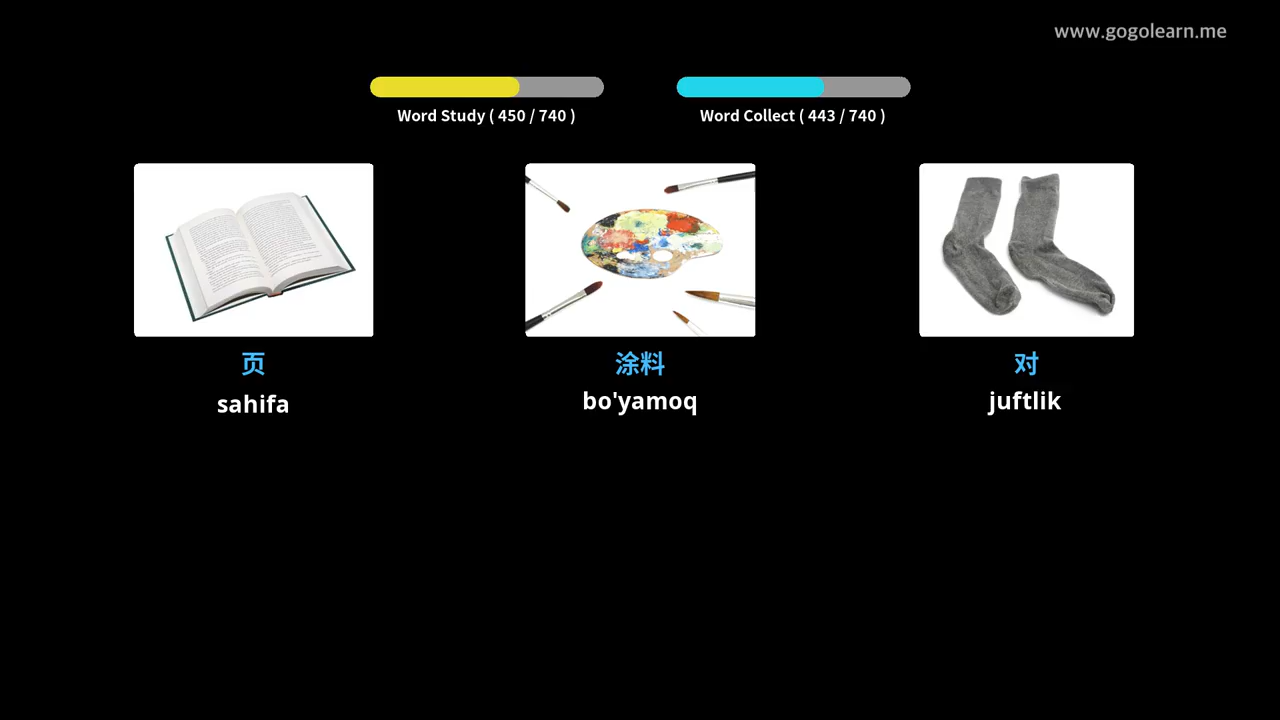 www.gogolearn.me
Word Study ( 450 / 740 )
Word Collect ( 443 / 740 )
页
涂料
对
sahifa
bo'yamoq
juftlik